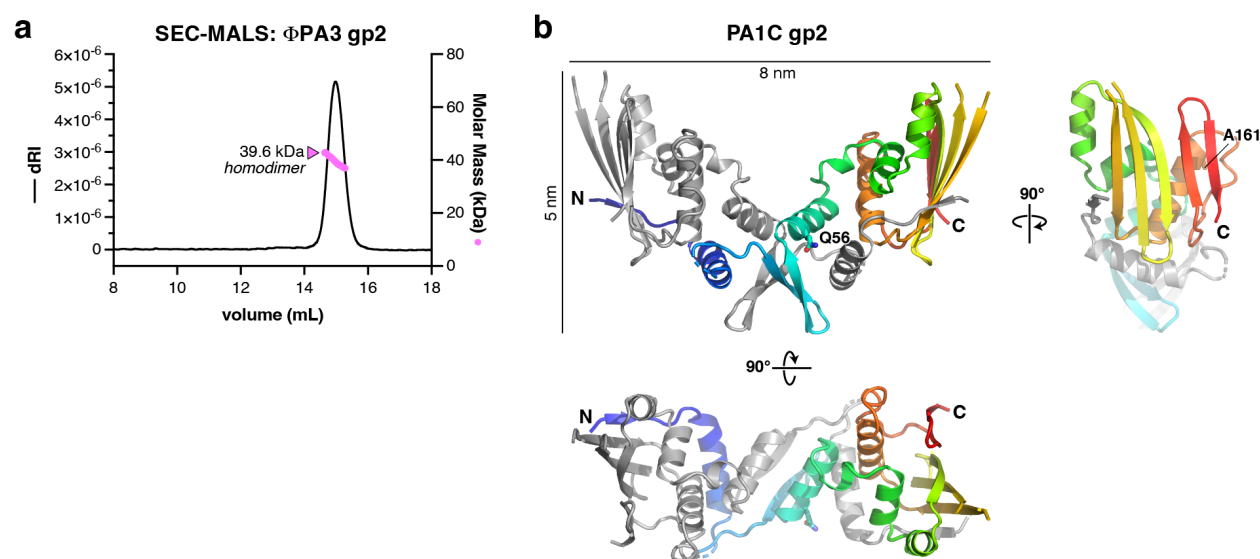 a
SEC-MALS: ΦPA3 gp2
6×10⁻⁶
5×10⁻⁶
4×10⁻⁶
3×10⁻⁶
2×10⁻⁶
1×10⁻⁶
0
— dRI
39.6 kDa
homodimer
80
60
40
20
0
Molar Mass (kDa)
8
10
12
14
16
18
volume (mL)
b
PA1C gp2
8 nm
5 nm
N
Q56
C
90°
A161
C
90°
N
C